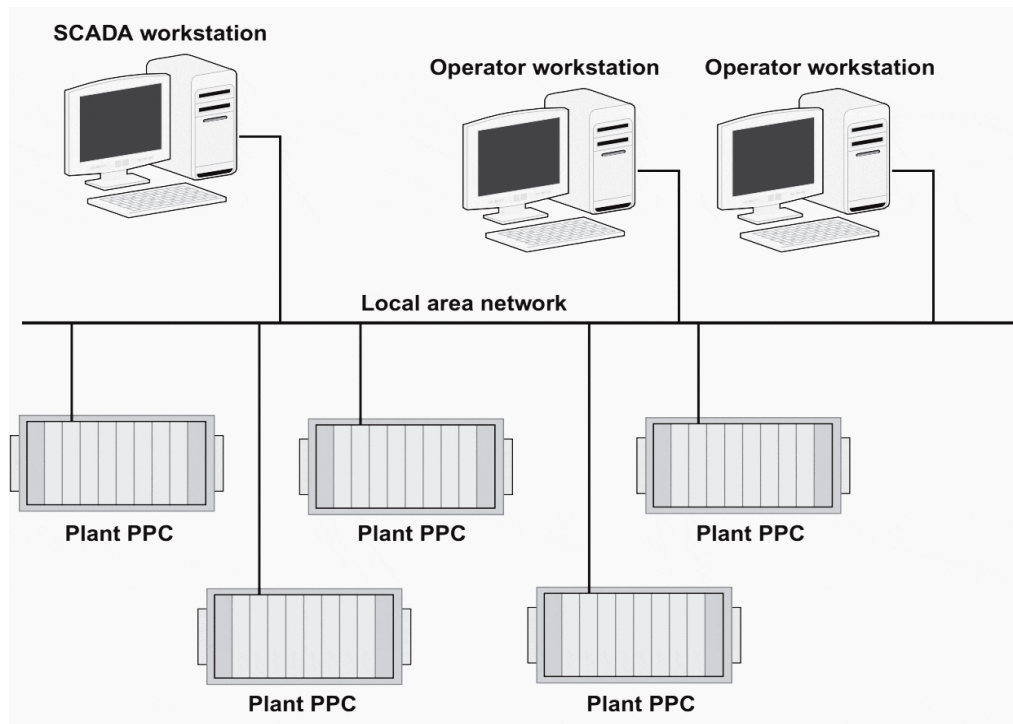 SCADA workstation
Operator workstation
Operator workstation
Local area network
Plant PPC
Plant PPC
Plant PPC
Plant PPC
Plant PPC